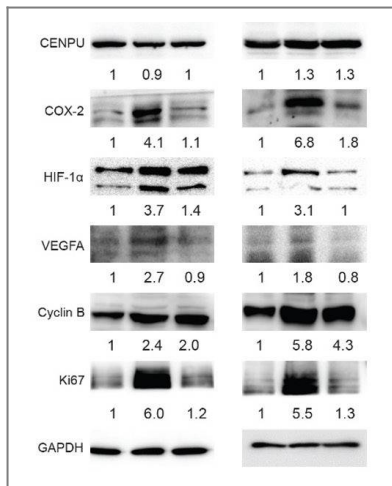 CENPU
1 0.9 1 1 1.3 1.3
COX-2
1 4.1 1.1 1 6.8 1.8
HIF-1α
1 3.7 1.4 1 3.1 1
VEGFA
1 2.7 0.9 1 1.8 0.8
Cyclin B
1 2.4 2.0 1 5.8 4.3
Ki67
1 6.0 1.2 1 5.5 1.3
GAPDH